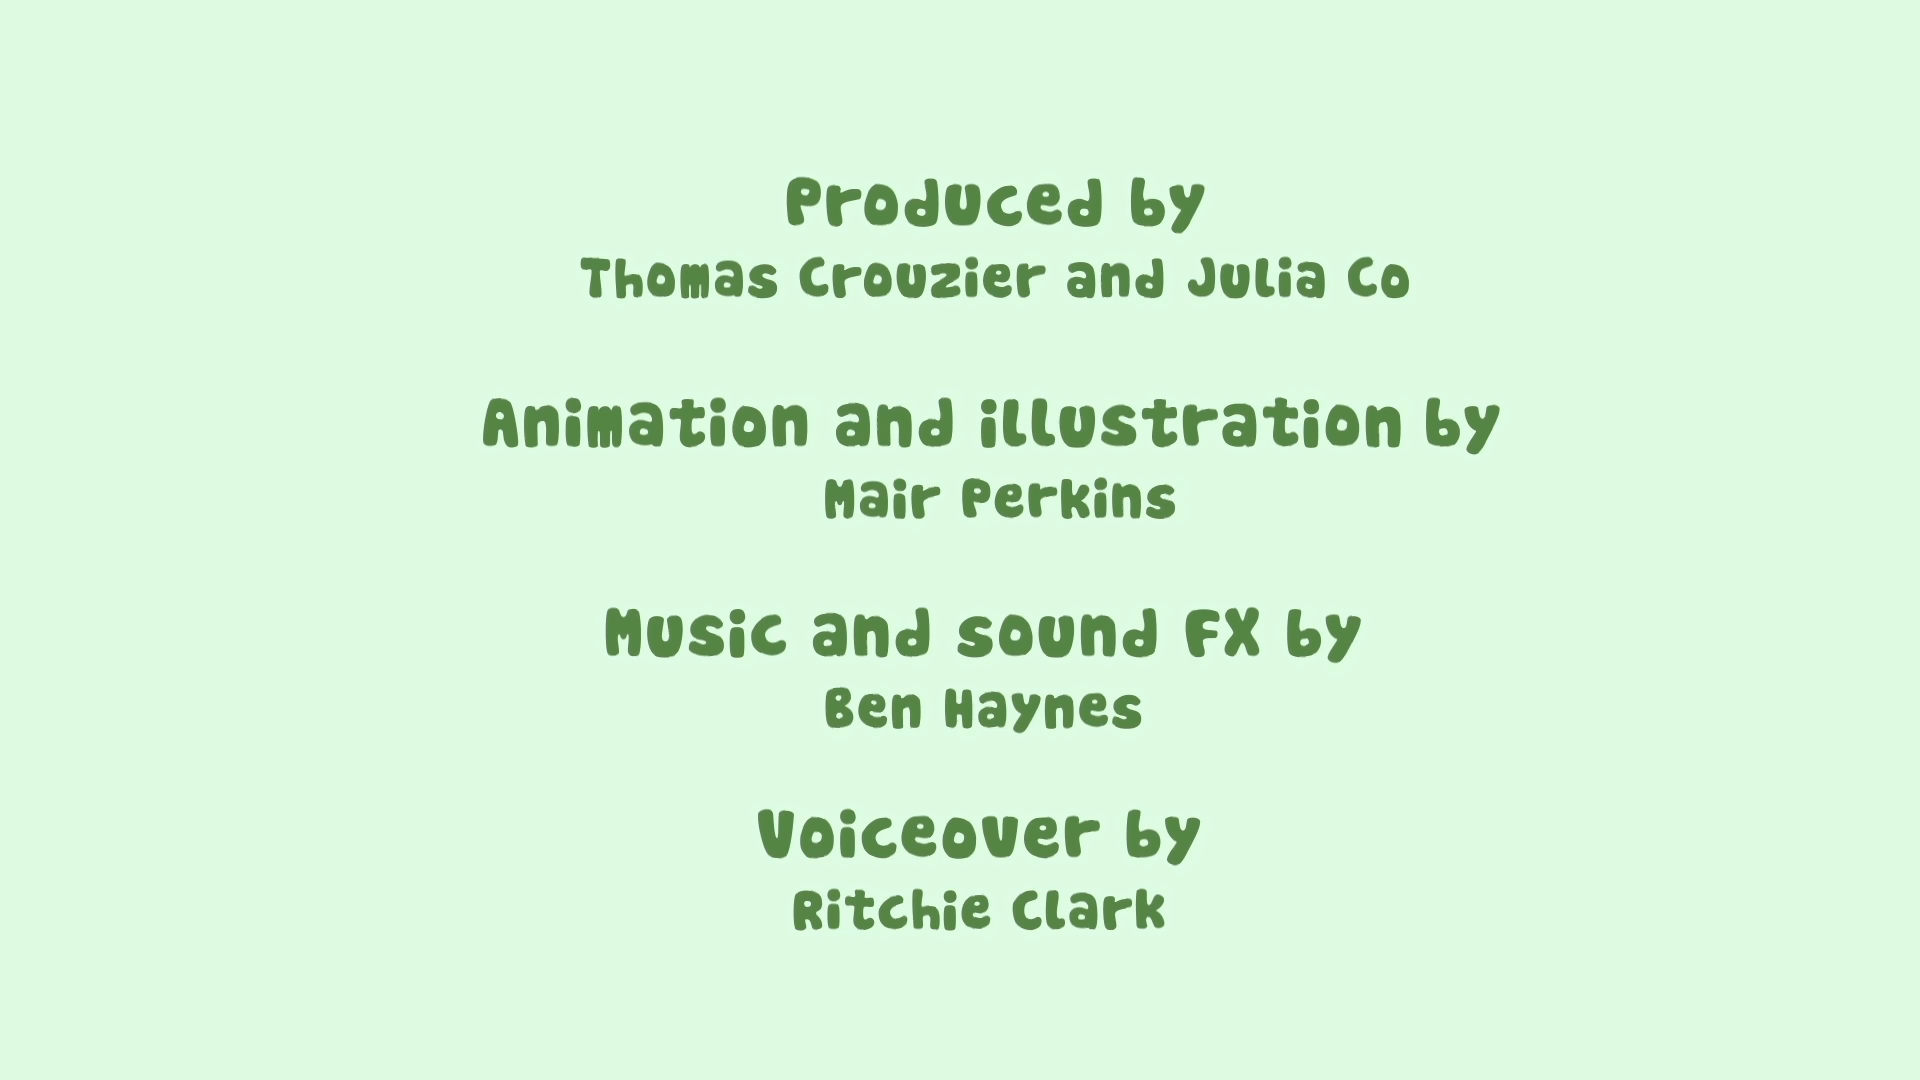 Produced by
Thomas Crouzier and Julia Co
Animation and illustration by
Mair Perkins
Music and sound FX by
Ben Haynes
Voiceover by
Ritchie Clark